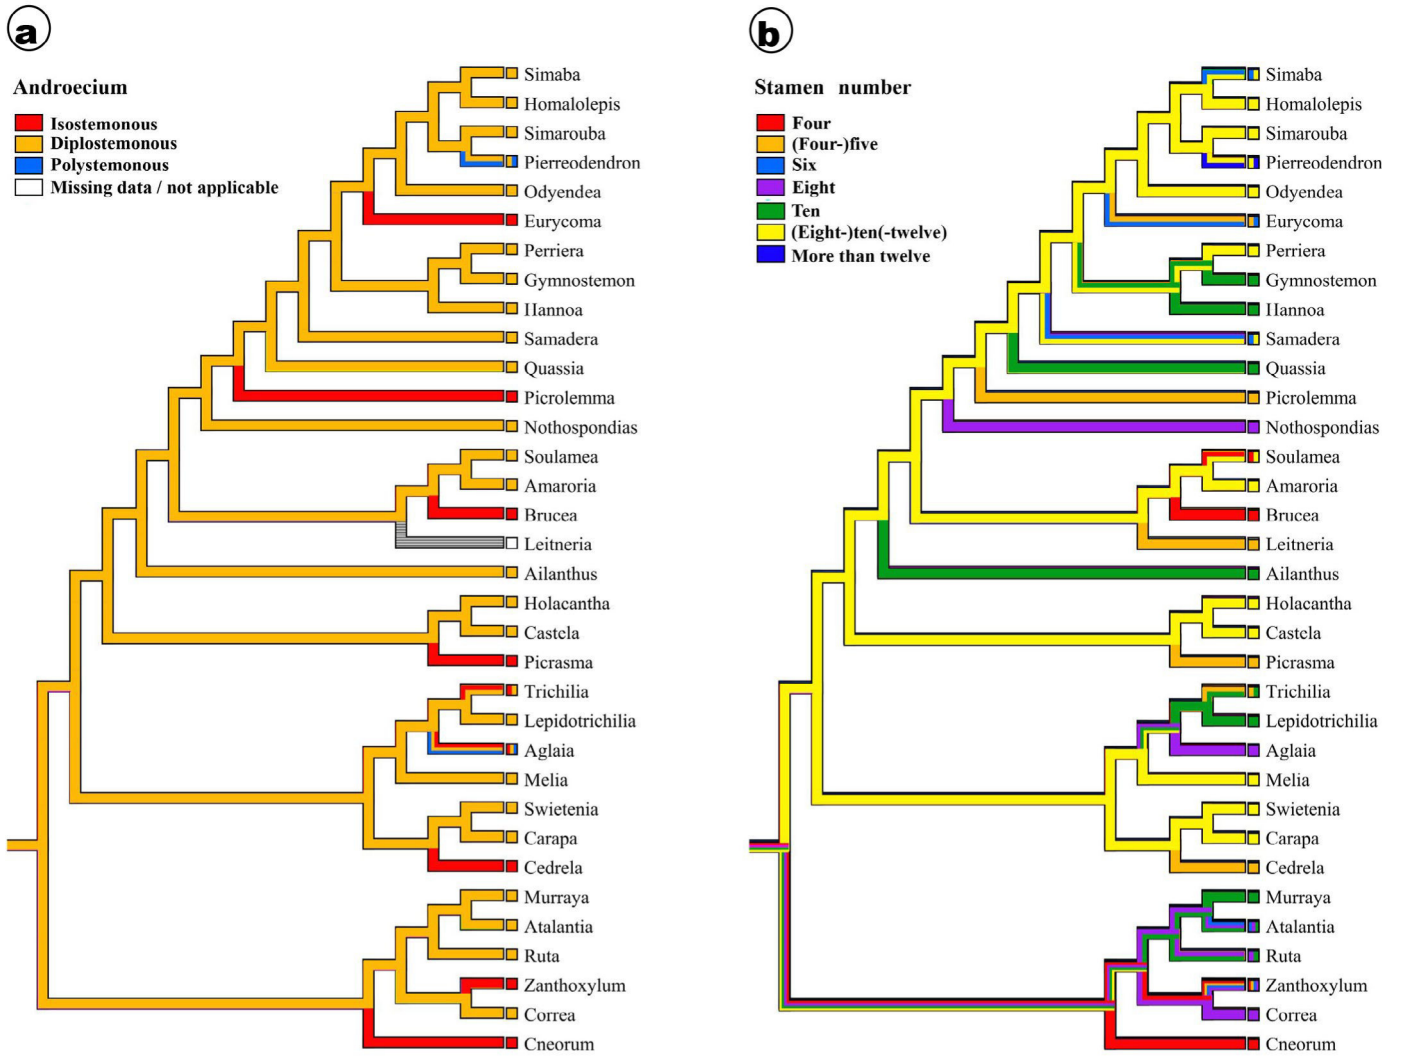 a
Androecium
Isostemonous
Diplostemonous
Polystemonous
Missing data / not applicable
Simaba
Homalolepis
Simarouba
Pierreodendron
Odyendea
Eurycoma
Perriera
Gymnostemon
Hannoa
Samadera
Quassia
Picrolemma
Nothospondias
Soulamea
Amaroria
Brucea
Leitneria
Ailanthus
Holacantha
Castela
Picrasma
Trichilia
Lepidotrichilia
Aglaia
Melia
Swietenia
Carapa
Cedrela
Murraya
Atalantia
Ruta
Zanthoxylum
Correa
Cneorum
b
Stamen number
Four
(Four-)five
Six
Eight
Ten
(Eight-)ten(-twelve)
More than twelve
Simaba
Homalolepis
Simarouba
Pierreodendron
Odyendea
Eurycoma
Perriera
Gymnostemon
Hannoa
Samadera
Quassia
Picrolemma
Nothospondias
Soulamea
Amaroria
Brucea
Leitneria
Ailanthus
Holacantha
Castela
Picrasma
Trichilia
Lepidotrichilia
Aglaia
Melia
Swietenia
Carapa
Cedrela
Murraya
Atalantia
Ruta
Zanthoxylum
Correa
Cneorum